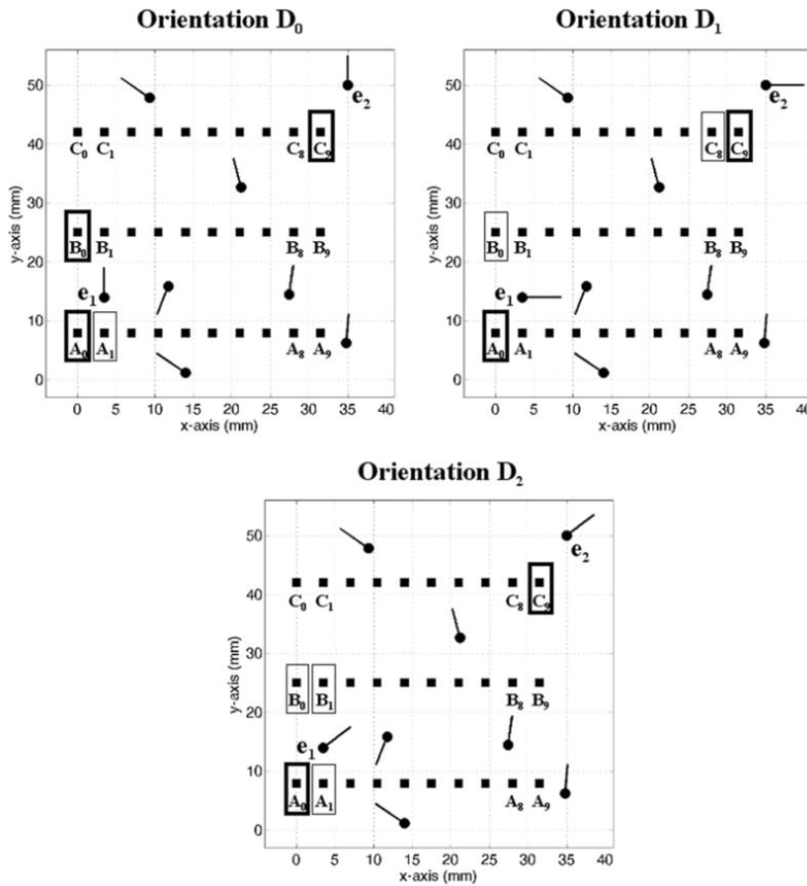 Orientation D₀
50
40
30
20
10
0
y-axis (mm)
e₂
C₀ C₁ C₈ C₉
B₀ B₁ B₈ B₉
e₁
A₀ A₁ A₈ A₉
0 5 10 15 20 25 30 35 40
x-axis (mm)
Orientation D₁
50
40
30
20
10
0
y-axis (mm)
e₂
C₀ C₁ C₈ C₉
B₀ B₁ B₈ B₉
e₁
A₀ A₁ A₈ A₉
0 5 10 15 20 25 30 35 40
x-axis (mm)
Orientation D₂
50
40
30
20
10
0
y-axis (mm)
e₂
C₀ C₁ C₈ C₉
B₀ B₁ B₈ B₉
e₁
A₀ A₁ A₈ A₉
0 5 10 15 20 25 30 35 40
x-axis (mm)